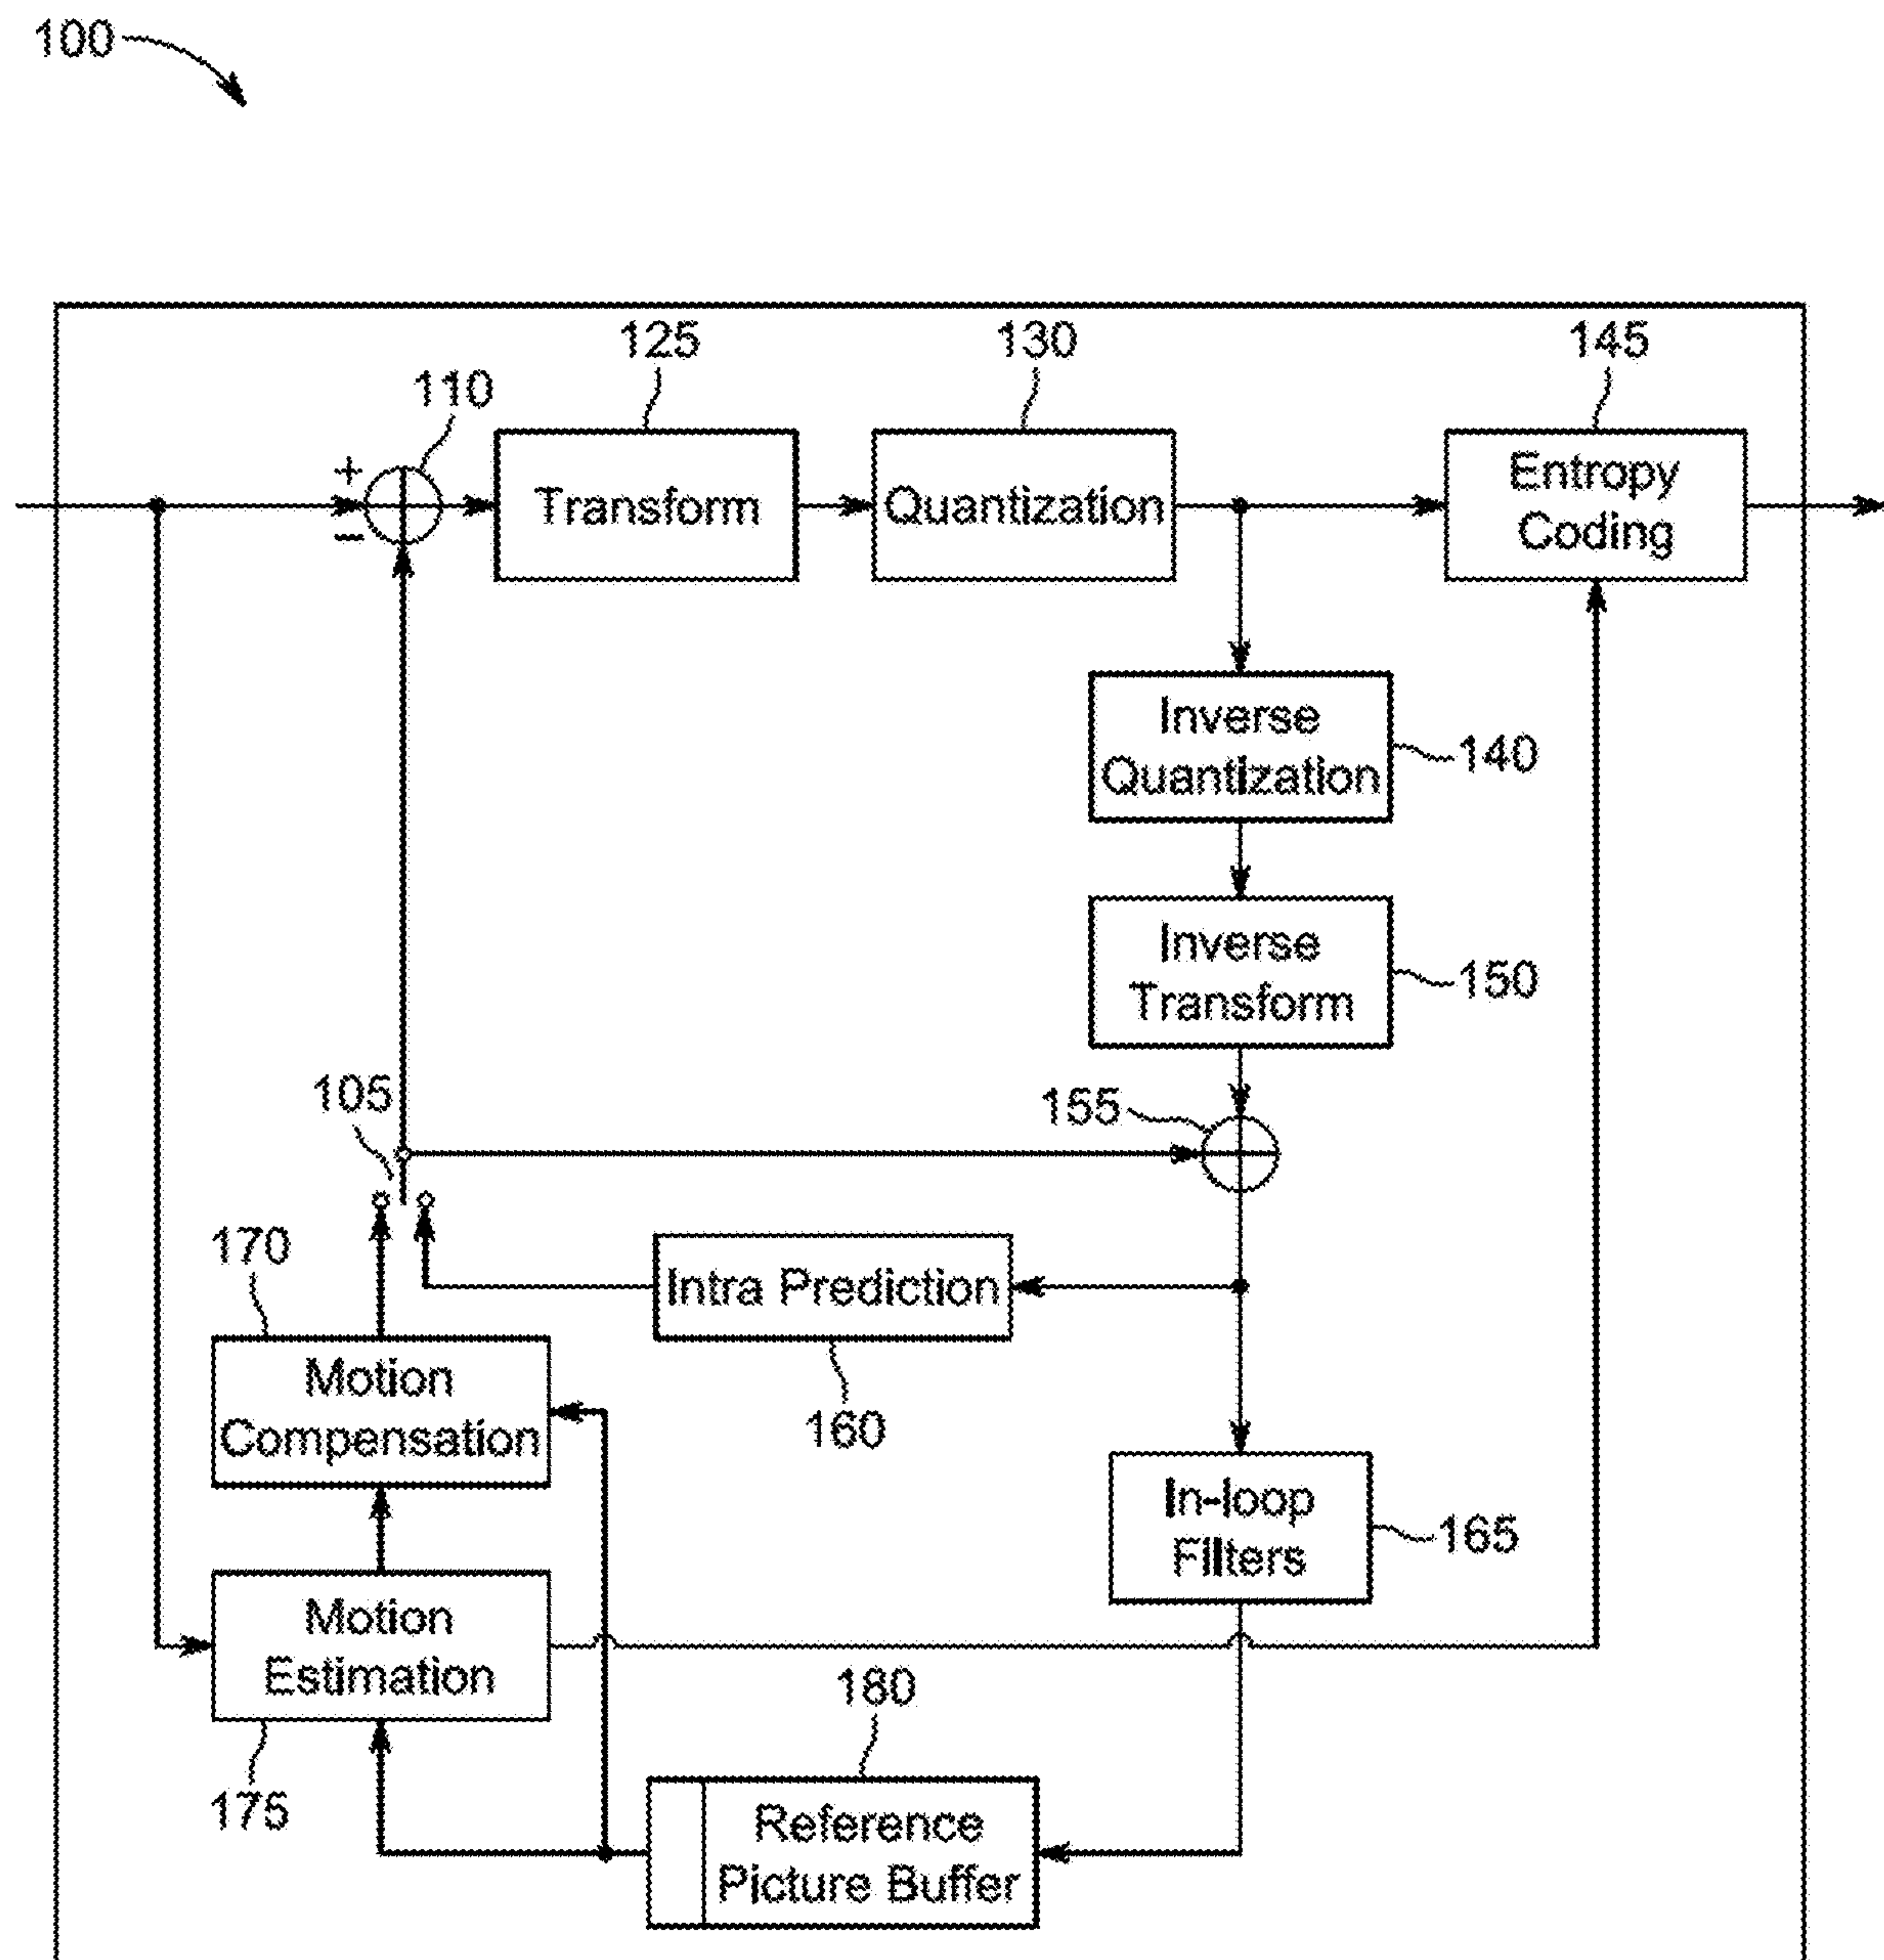 100
125
130
145
110
+
Transform
Quantization
Entropy
Coding
−
Inverse
Quantization
140
Inverse
Transform
150
105
155
170
Intra Prediction
Motion
Compensation
160
In-loop
Filters
165
Motion
Estimation
180
175
Reference
Picture Buffer